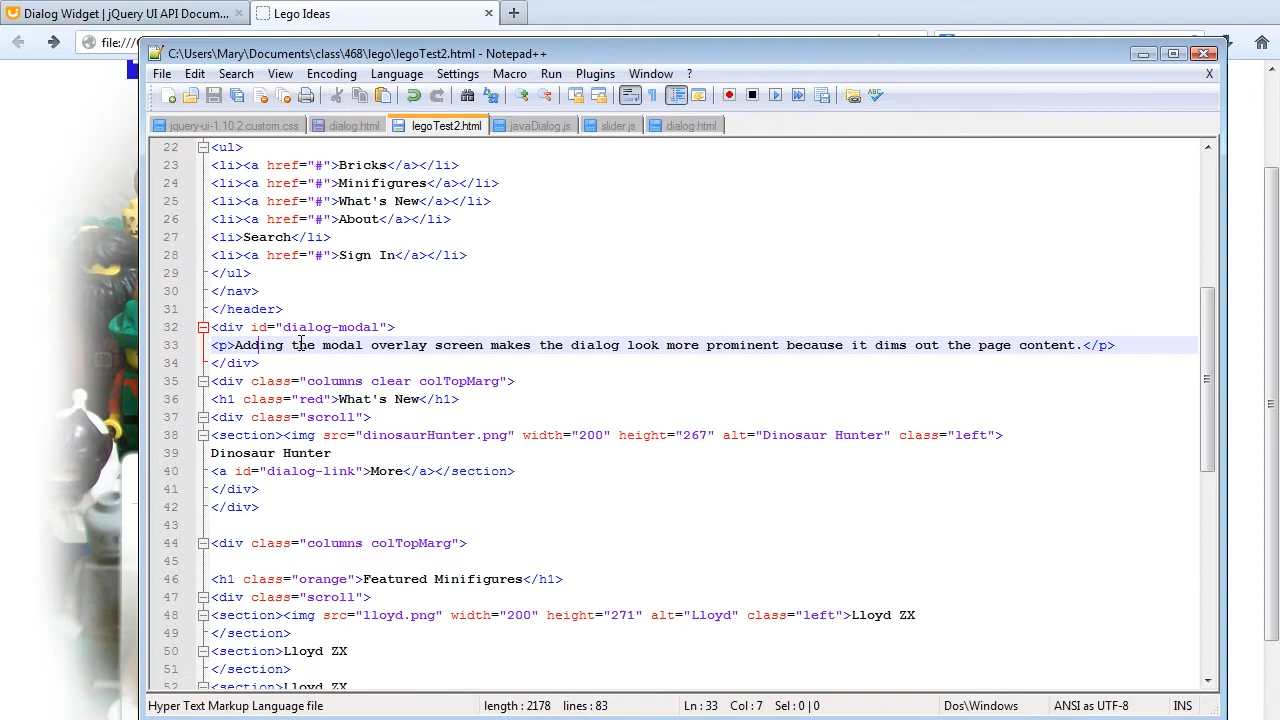 Dialog Widget | jQuery UI API Docum... × Lego Ideas × +
file:///
C:\Users\Mary\Documents\class\468\lego\legoTest2.html - Notepad++
File Edit Search View Encoding Language Settings Macro Run Plugins Window ? X
jquery-ui-1.10.2.custom.css dialog.html legoTest2.html javaDialog.js slider.js dialog.html
22 <ul>
23 <li><a href="#">Bricks</a></li>
24 <li><a href="#">Minifigures</a></li>
25 <li><a href="#">What's New</a></li>
26 <li><a href="#">About</a></li>
27 <li>Search</li>
28 <li><a href="#">Sign In</a></li>
29 </ul>
30 </nav>
31 </header>
32 <div id="dialog-modal">
33 <p>Adding the modal overlay screen makes the dialog look more prominent because it dims out the page content.</p>
34 </div>
35 <div class="columns clear colTopMarg">
36 <h1 class="red">What's New</h1>
37 <div class="scroll">
38 <section><img src="dinosaurHunter.png" width="200" height="267" alt="Dinosaur Hunter" class="left">
39 Dinosaur Hunter
40 <a id="dialog-link">More</a></section>
41 </div>
42 </div>
43
44 <div class="columns colTopMarg">
45
46 <h1 class="orange">Featured Minifigures</h1>
47 <div class="scroll">
48 <section><img src="lloyd.png" width="200" height="271" alt="Lloyd" class="left">Lloyd ZX
49 </section>
50 <section>Lloyd ZX
51 </section>
52 <section>Lloyd ZX
Hyper Text Markup Language file length : 2178 lines : 83 Ln : 33 Col : 7 Sel : 0 | 0 Dos\Windows ANSI as UTF-8 INS